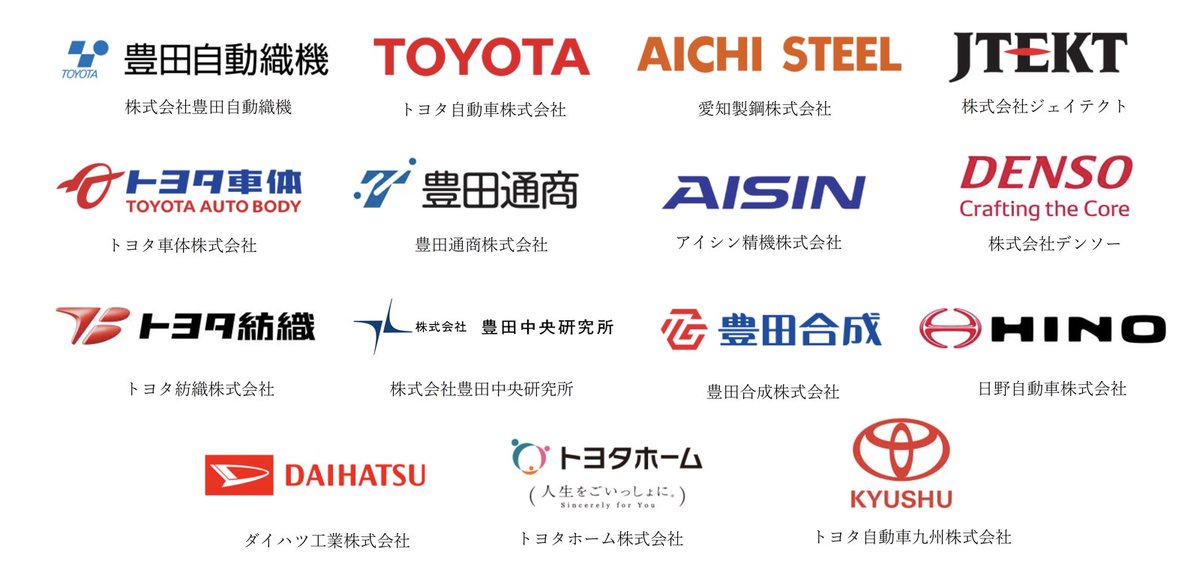 TOYOTA 豊田自動織機
株式会社豊田自動織機
TOYOTA
トヨタ自動車株式会社
AICHI STEEL
愛知製鋼株式会社
JTEKT
株式会社ジェイテクト
トヨタ車体
TOYOTA AUTO BODY
トヨタ車体株式会社
豊田通商
豊田通商株式会社
AISIN
アイシン精機株式会社
DENSO
Crafting the Core
株式会社デンソー
トヨタ紡織
トヨタ紡織株式会社
株式会社 豊田中央研究所
株式会社豊田中央研究所
TG 豊田合成
豊田合成株式会社
HINO
日野自動車株式会社
DAIHATSU
ダイハツ工業株式会社
トヨタホーム
(人生をごいっしょに。)
Sincerely for You
トヨタホーム株式会社
KYUSHU
トヨタ自動車九州株式会社